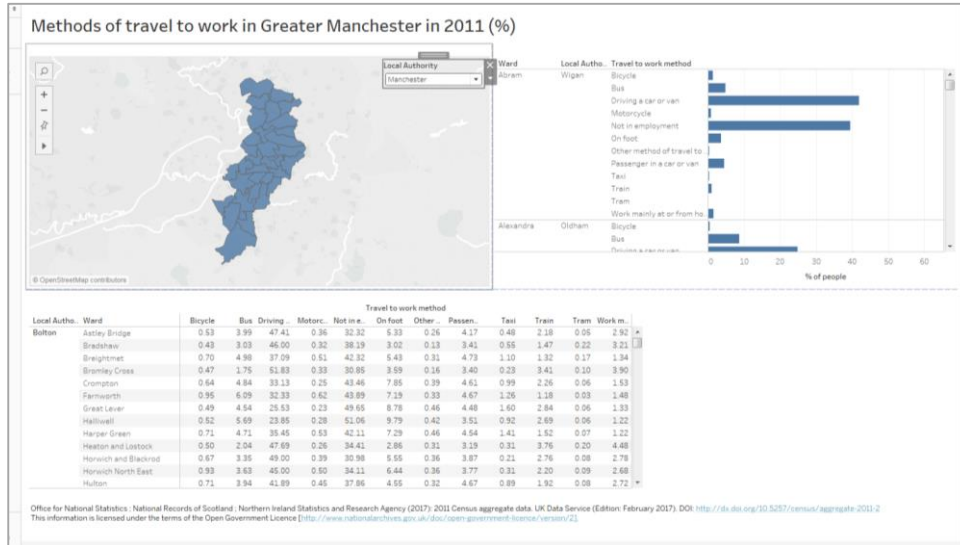 Methods of travel to work in Greater Manchester in 2011 (%)
Local Authority
Manchester
© OpenStreetMap contributors
Ward Local Autho.. Travel to work method
Abram Wigan Bicycle
Bus
Driving a car or van
Motorcycle
Not in employment
On foot
Other method of travel to ..
Passenger in a car or van
Taxi
Train
Tram
Work mainly at or from ho..
Alexandra Oldham Bicycle
Bus
Driving a car or van
0 10 20 30 40 50 60
% of people
Travel to work method
Local Autho.. Ward Bicycle Bus Driving .. Motorc.. Not in e.. On foot Other .. Passen.. Taxi Train Tram Work m..
Bolton Astley Bridge 0.53 3.99 47.41 0.36 32.32 5.33 0.26 4.17 0.48 2.18 0.05 2.92
Bradshaw 0.43 3.03 46.00 0.32 38.19 3.02 0.13 3.41 0.55 1.47 0.22 3.21
Breightmet 0.70 4.98 37.09 0.51 42.32 5.43 0.31 4.73 1.10 1.32 0.17 1.34
Bromley Cross 0.47 1.75 51.83 0.33 30.85 3.59 0.16 3.40 0.23 3.41 0.10 3.90
Crompton 0.64 4.84 33.13 0.25 43.46 7.85 0.39 4.61 0.99 2.26 0.06 1.53
Farnworth 0.95 6.09 32.33 0.62 43.89 7.19 0.33 4.67 1.26 1.18 0.03 1.48
Great Lever 0.49 4.54 25.53 0.23 49.65 8.78 0.46 4.48 1.60 2.84 0.06 1.33
Halliwell 0.52 5.69 23.85 0.28 51.06 9.79 0.42 3.51 0.92 2.69 0.06 1.22
Harper Green 0.71 4.71 35.45 0.53 42.11 7.29 0.46 4.54 1.41 1.52 0.07 1.22
Heaton and Lostock 0.50 2.04 47.69 0.26 34.41 2.86 0.31 3.19 0.31 3.76 0.20 4.48
Horwich and Blackrod 0.67 3.35 49.00 0.39 30.98 5.55 0.36 3.87 0.21 2.76 0.08 2.78
Horwich North East 0.93 3.63 45.00 0.50 34.11 6.44 0.36 3.77 0.31 2.20 0.09 2.68
Hulton 0.71 3.94 41.89 0.45 37.86 4.55 0.32 4.67 0.89 1.92 0.08 2.72
Office for National Statistics ; National Records of Scotland ; Northern Ireland Statistics and Research Agency (2017): 2011 Census aggregate data. UK Data Service (Edition: February 2017). DOI: http://dx.doi.org/10.5257/census/aggregate-2011-2
This information is licensed under the terms of the Open Government Licence [http://www.nationalarchives.gov.uk/doc/open-government-licence/version/2].